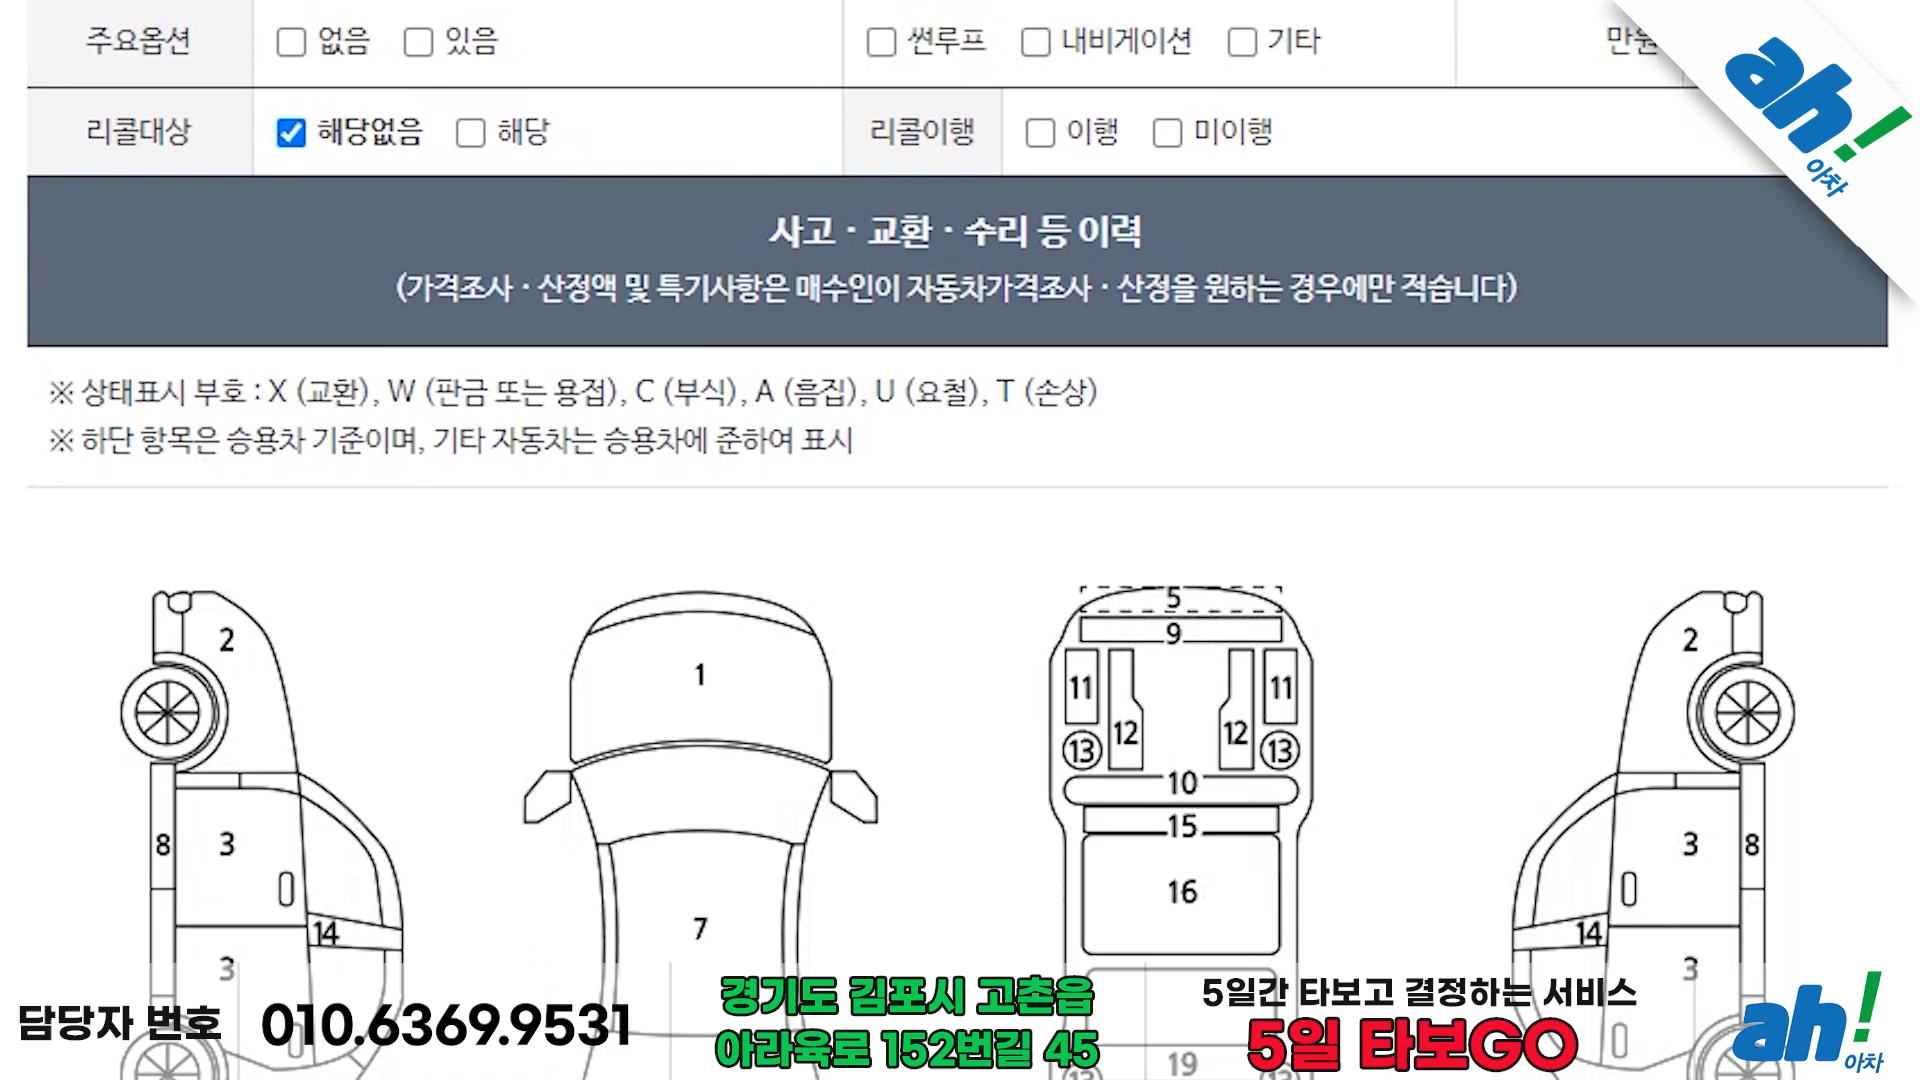 주요옵션 없음 있음 썬루프 내비게이션 기타 만원
리콜대상 해당없음 해당 리콜이행 이행 미이행
ah!
아차
사고 · 교환 · 수리 등 이력
(가격조사 · 산정액 및 특기사항은 매수인이 자동차가격조사 · 산정을 원하는 경우에만 적습니다)
※ 상태표시 부호 : X (교환), W (판금 또는 용접), C (부식), A (흠집), U (요철), T (손상)
※ 하단 항목은 승용차 기준이며, 기타 자동차는 승용차에 준하여 표시
2
8
3
14
3
1
7
5
9
11 11
12 12
13 13
10
15
16
19
13 13
2
3
8
14
3
담당자 번호 010.6369.9531
경기도 김포시 고촌읍
아라육로 152번길 45
5일간 타보고 결정하는 서비스
5일 타보GO
ah!
아차